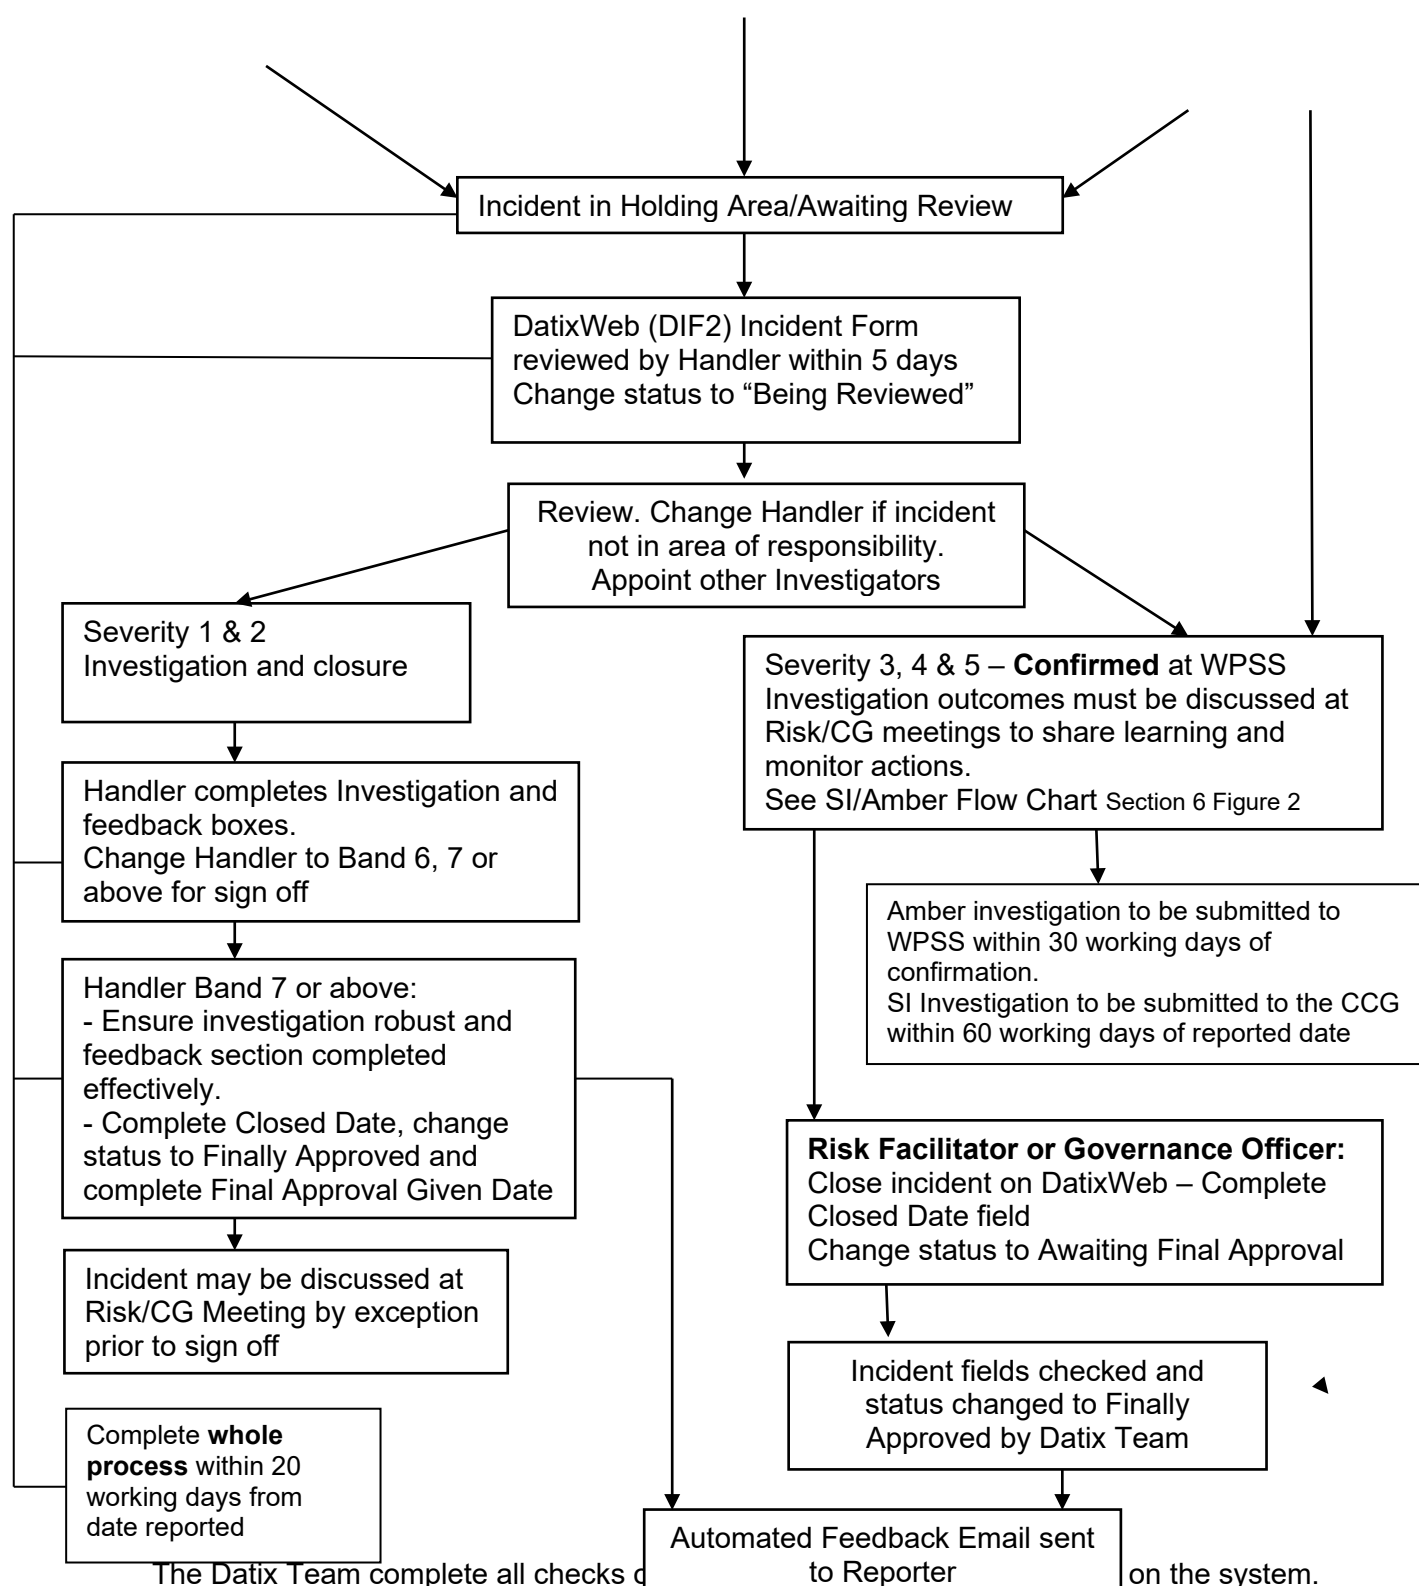 Incident in Holding Area/Awaiting Review
DatixWeb (DIF2) Incident Form
reviewed by Handler within 5 days
Change status to “Being Reviewed”
Review. Change Handler if incident
not in area of responsibility.
Appoint other Investigators
Severity 1 & 2
Investigation and closure
Severity 3, 4 & 5 – Confirmed at WPSS
Investigation outcomes must be discussed at
Risk/CG meetings to share learning and
monitor actions.
See SI/Amber Flow Chart Section 6 Figure 2
Handler completes Investigation and
feedback boxes.
Change Handler to Band 6, 7 or
above for sign off
Amber investigation to be submitted to
WPSS within 30 working days of
confirmation.
SI Investigation to be submitted to the CCG
within 60 working days of reported date
Handler Band 7 or above:
- Ensure investigation robust and
feedback section completed
effectively.
- Complete Closed Date, change
status to Finally Approved and
complete Final Approval Given Date
Risk Facilitator or Governance Officer:
Close incident on DatixWeb – Complete
Closed Date field
Change status to Awaiting Final Approval
Incident may be discussed at
Risk/CG Meeting by exception
prior to sign off
Incident fields checked and
status changed to Finally
Approved by Datix Team
Complete whole
process within 20
working days from
date reported
Automated Feedback Email sent
to Reporter
The Datix Team complete all checks on the system.